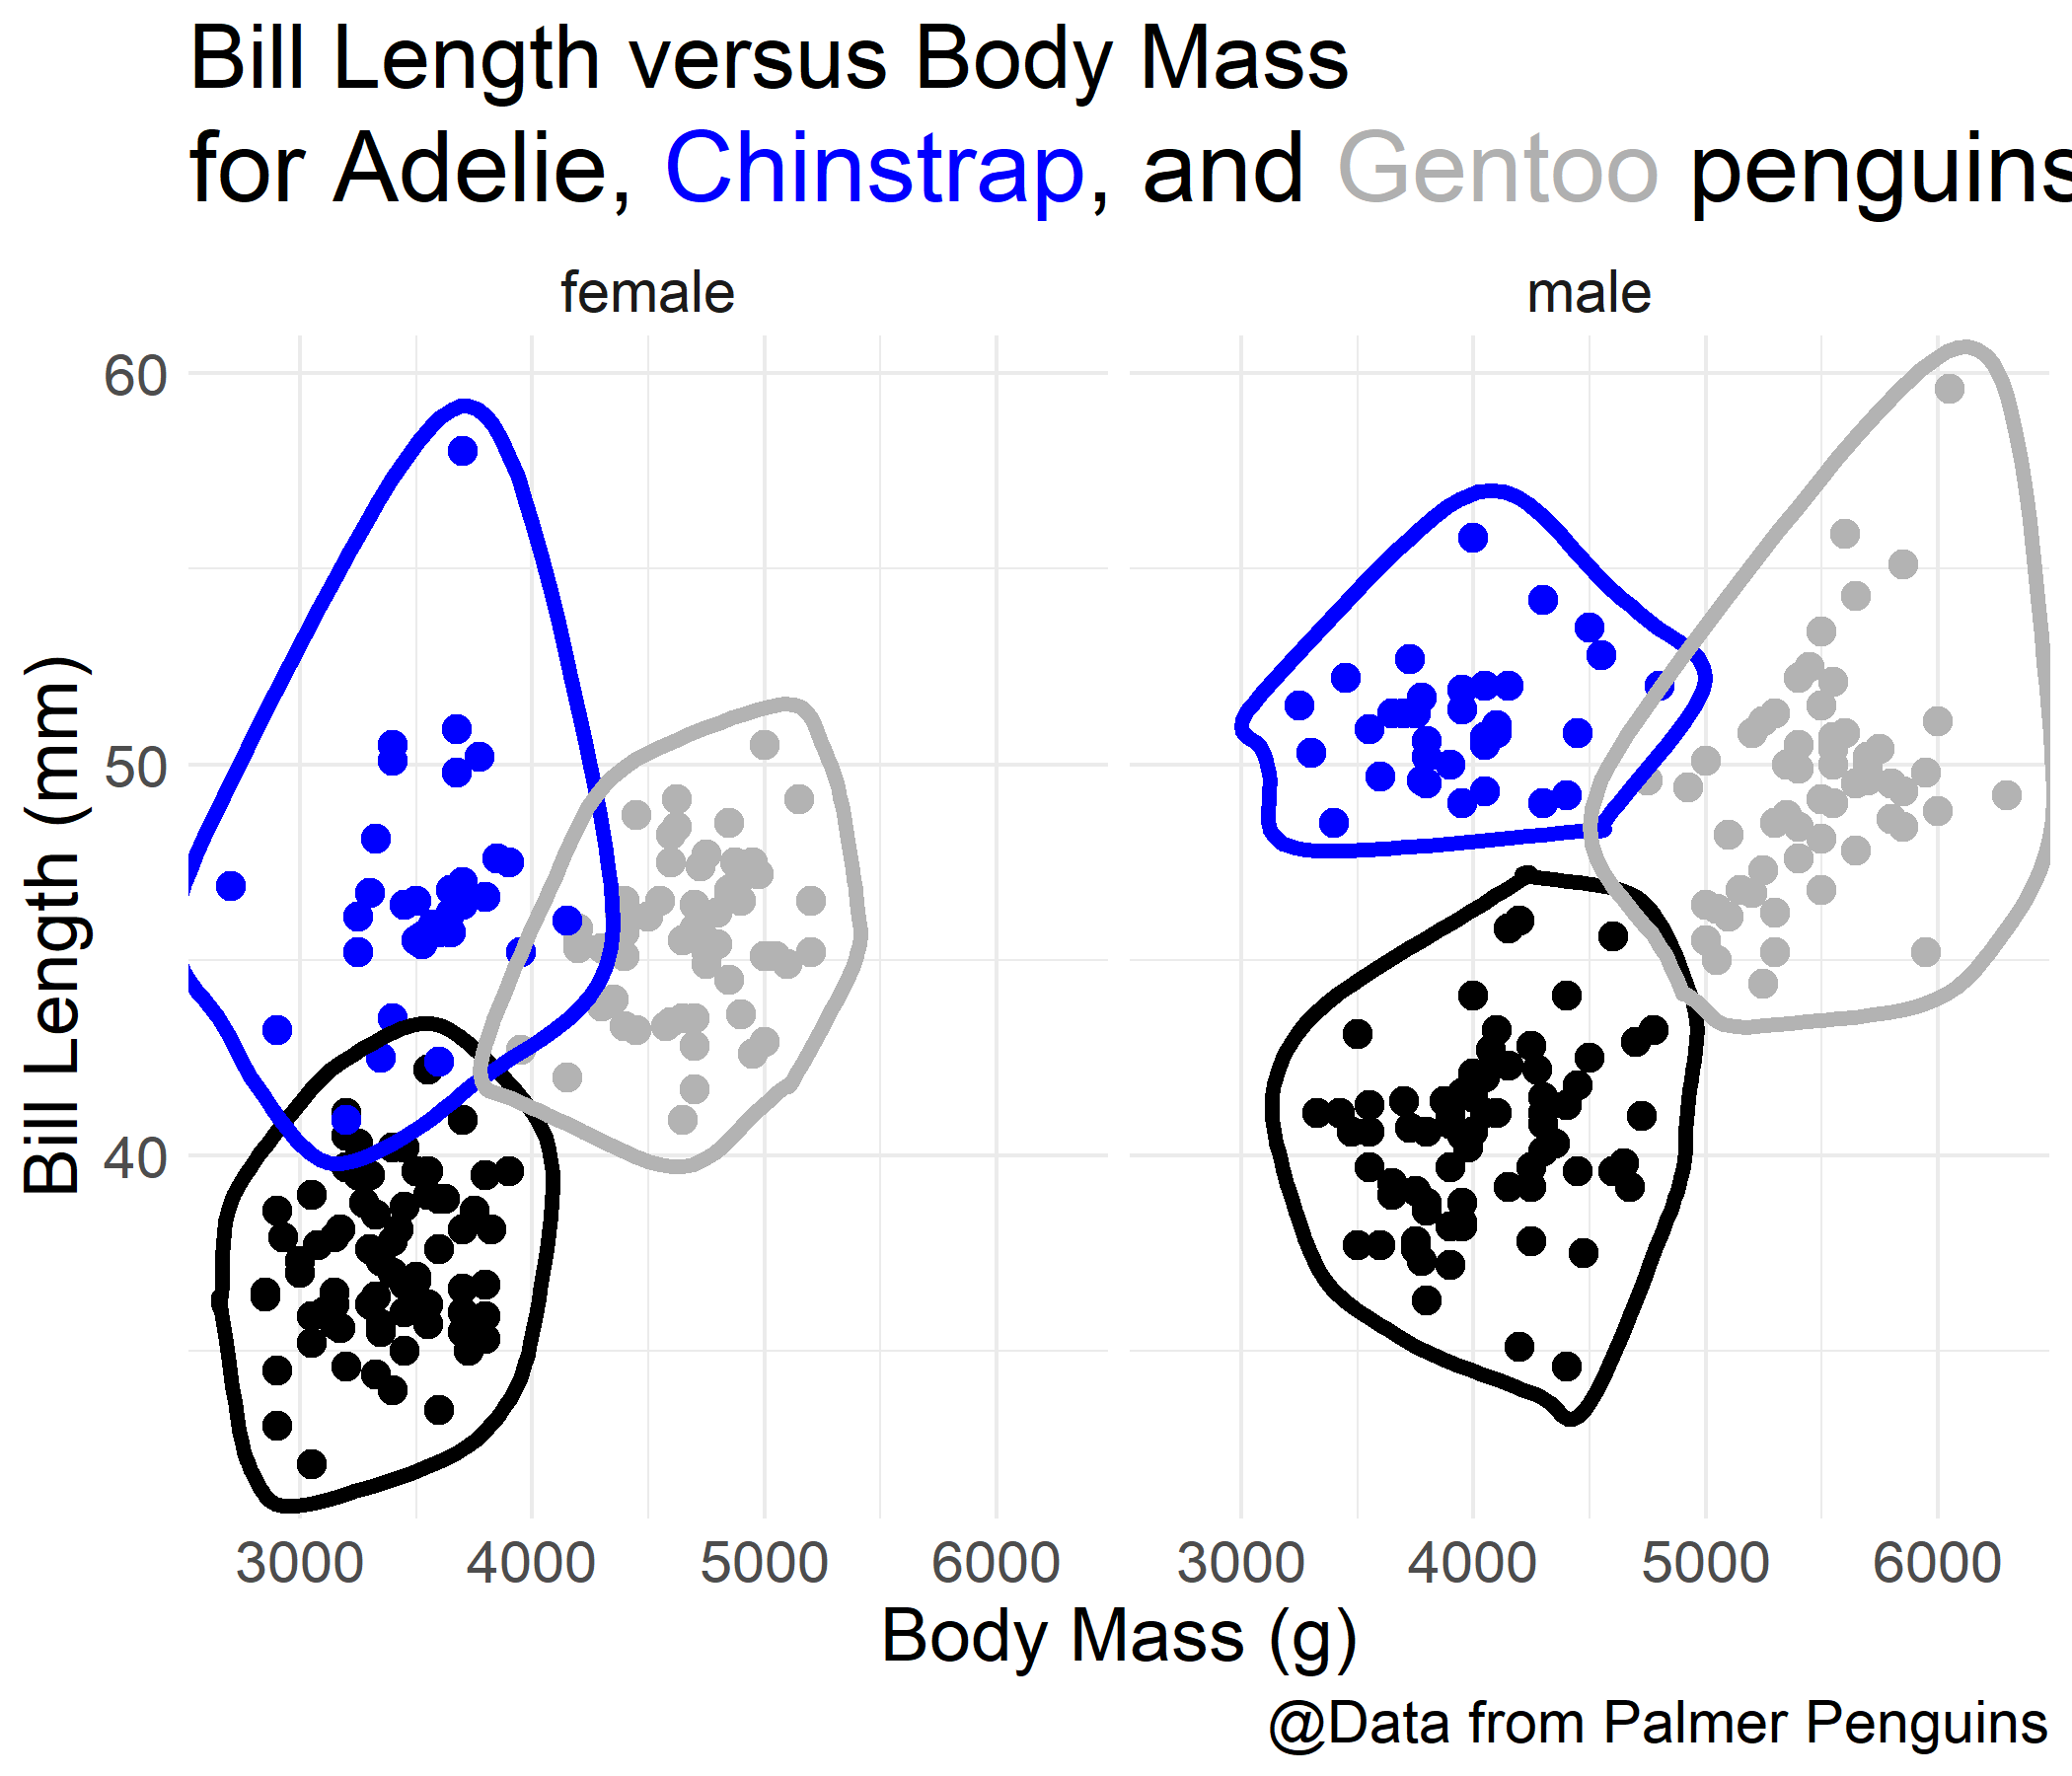 Bill Length versus Body Mass
for Adelie, Chinstrap, and Gentoo penguins
female
male
60
50
40
Bill Length (mm)
3000 4000 5000 6000
3000 4000 5000 6000
Body Mass (g)
@Data from Palmer Penguins